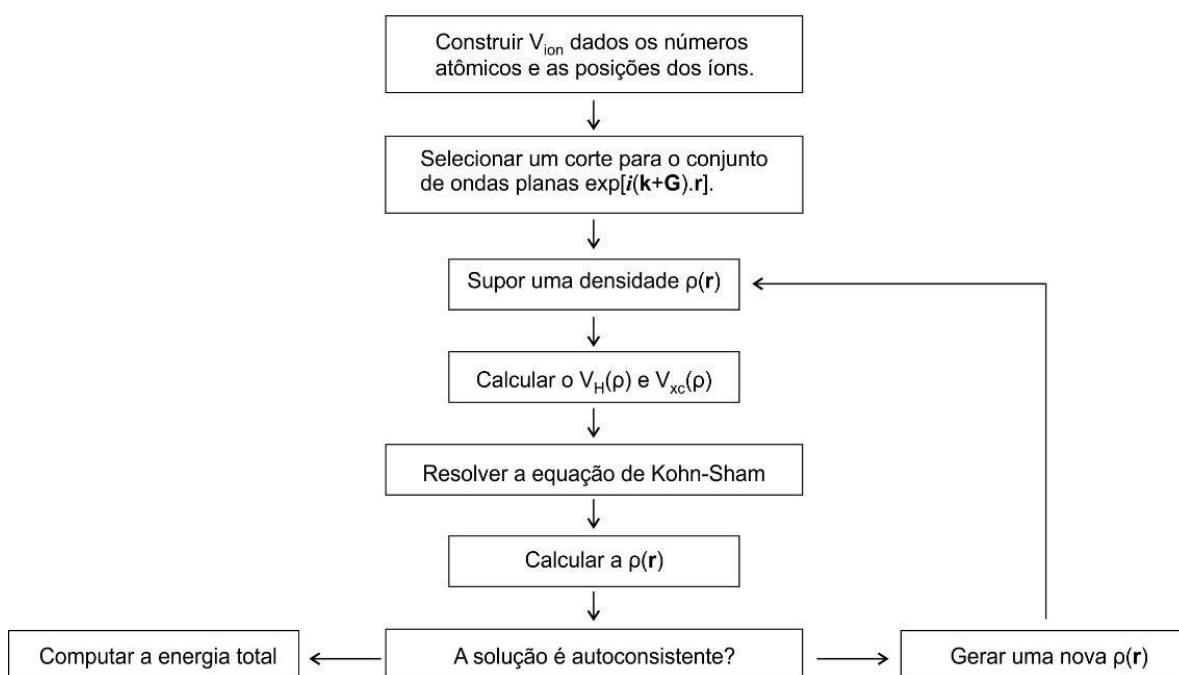 Construir V_ion dados os números
atômicos e as posições dos íons.
Selecionar um corte para o conjunto
de ondas planas exp[i(k+G).r].
Supor uma densidade ρ(r)
Calcular o V_H(ρ) e V_xc(ρ)
Resolver a equação de Kohn-Sham
Calcular a ρ(r)
Computar a energia total
A solução é autoconsistente?
Gerar uma nova ρ(r)